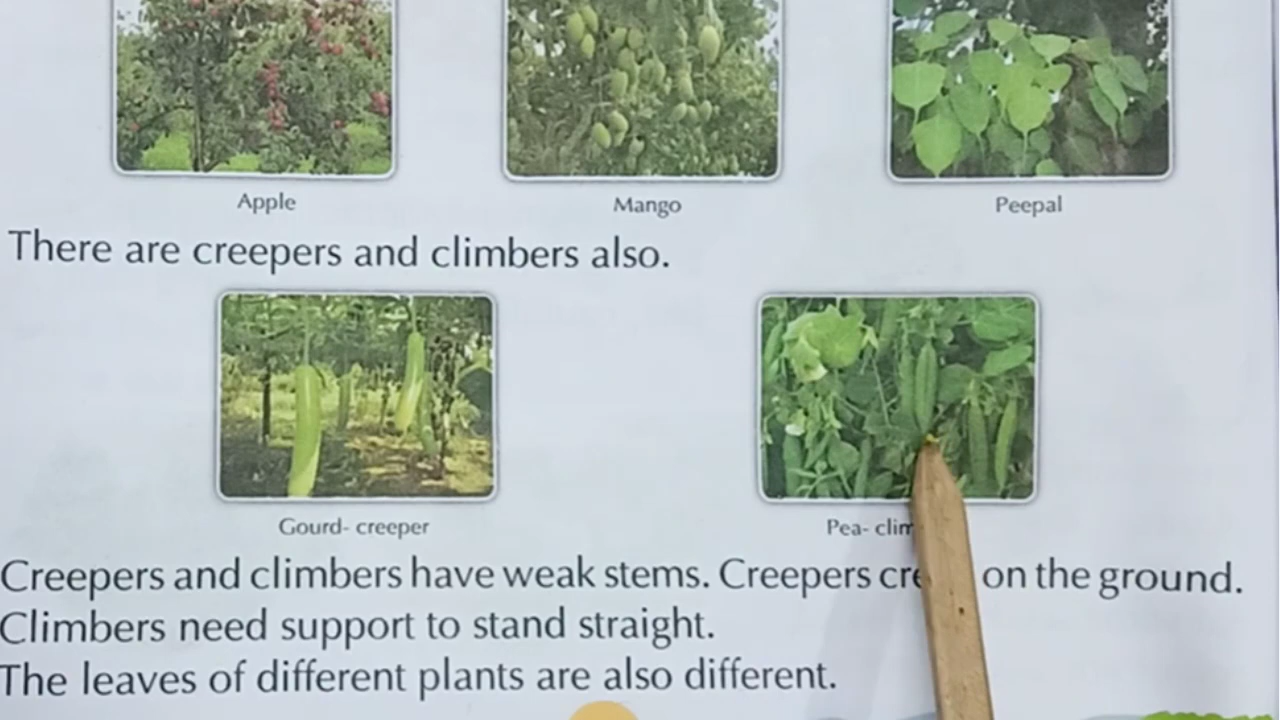 Apple
Mango
Peepal
There are creepers and climbers also.
Gourd- creeper
Pea- clim
Creepers and climbers have weak stems. Creepers on the ground.
Climbers need support to stand straight.
The leaves of different plants are also different.